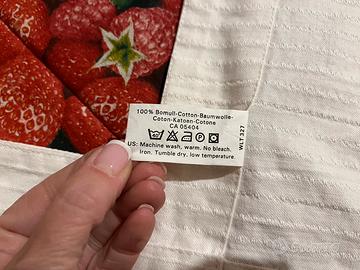 100% Bomull-Cotton-Baumwolle-
Coton-Katoen-Cotone
CA 05404
US: Machine wash, warm. No bleach.
Iron. Tumble dry, low temperature.
WLT 327